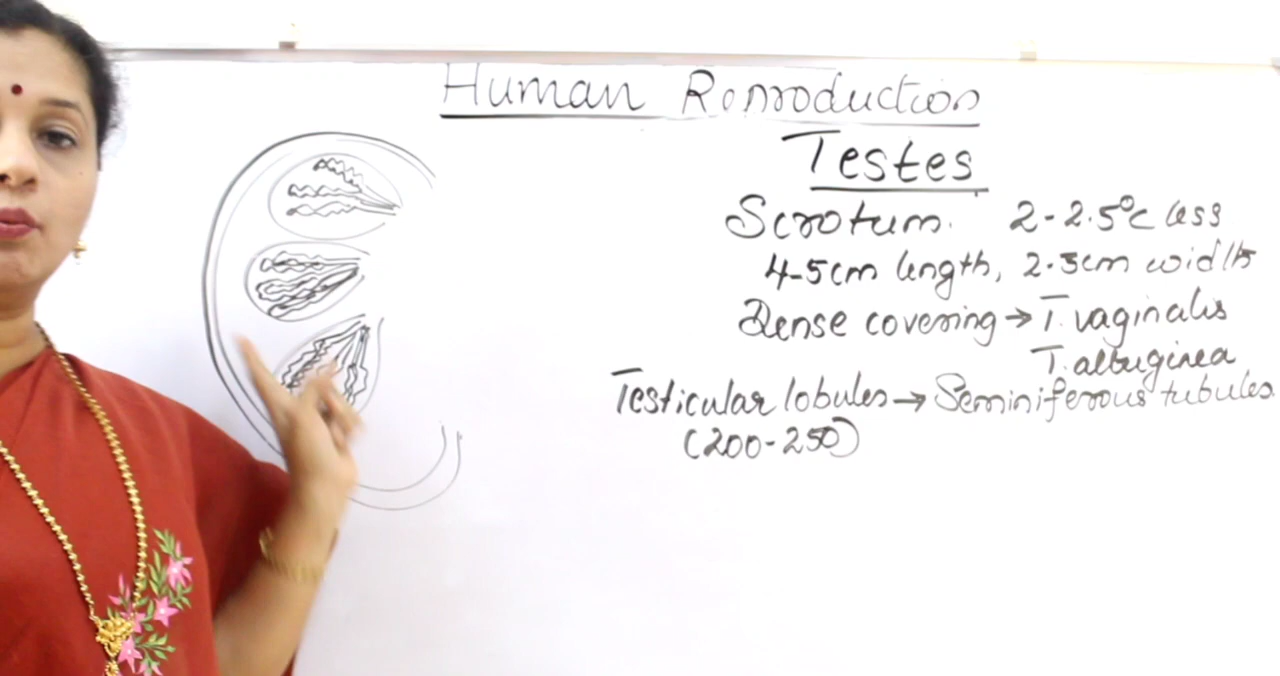 Human Reproduction
Testes
Scrotum. 2-2.5°C less
4-5cm length, 2-3cm width
Dense covering → T. vaginalis
T. albuginea
Testicular lobules → Seminiferous tubules
(200-250)